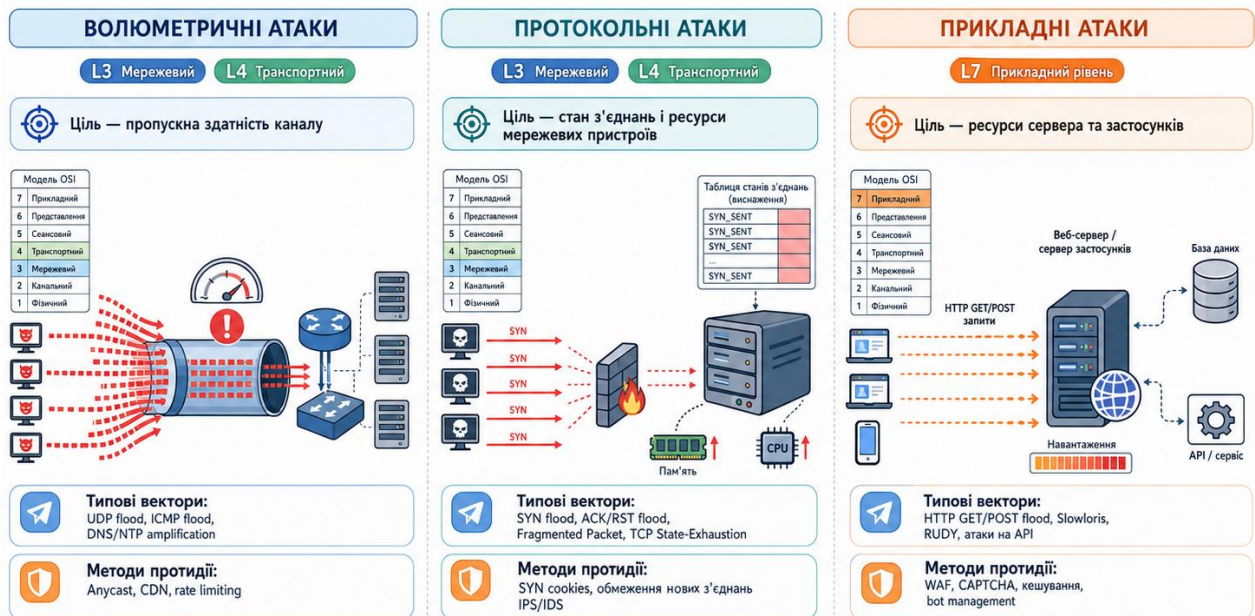 ВОЛЮМЕТРИЧНІ АТАКИ
L3 Мережевий
L4 Транспортний
Ціль — пропускна здатність каналу
Модель OSI
7 Прикладний
6 Представлення
5 Сеансовий
4 Транспортний
3 Мережевий
2 Канальний
1 Фізичний
!
Типові вектори:
UDP flood, ICMP flood,
DNS/NTP amplification
Методи протидії:
Anycast, CDN, rate limiting
ПРОТОКОЛЬНІ АТАКИ
L3 Мережевий
L4 Транспортний
Ціль — стан з'єднань і ресурси
мережевих пристроїв
Модель OSI
7 Прикладний
6 Представлення
5 Сеансовий
4 Транспортний
3 Мережевий
2 Канальний
1 Фізичний
Таблиця станів з'єднань
(виснаження)
SYN_SENT
SYN_SENT
SYN_SENT
...
SYN_SENT
SYN
SYN
SYN
SYN
SYN
Пам'ять
CPU
Типові вектори:
SYN flood, ACK/RST flood,
Fragmented Packet, TCP State-Exhaustion
Методи протидії:
SYN cookies, обмеження нових з'єднань
IPS/IDS
ПРИКЛАДНІ АТАКИ
L7 Прикладний рівень
Ціль — ресурси сервера та застосунків
Модель OSI
7 Прикладний
6 Представлення
5 Сеансовий
4 Транспортний
3 Мережевий
2 Канальний
1 Фізичний
HTTP GET/POST
запити
Веб-сервер /
сервер застосунків
База даних
API / сервіс
Навантаження
Типові вектори:
HTTP GET/POST flood, Slowloris,
RUDY, атаки на API
Методи протидії:
WAF, CAPTCHA, кешування,
bot management